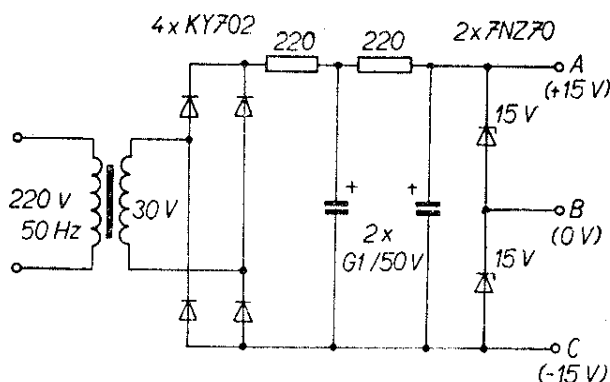 4 x KY702
220
220
2 x 7NZ70
A
(+15 V)
15 V
220 V
50 Hz
30 V
+
+
B
(0 V)
2 x
G1/50 V
15 V
C
(-15 V)